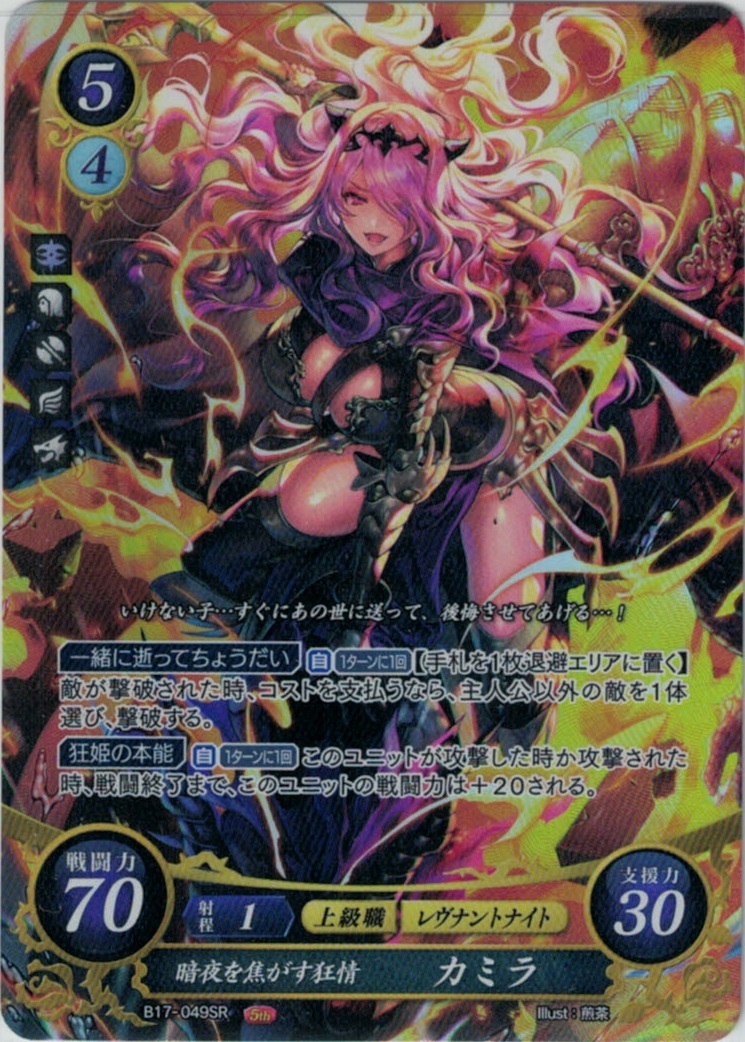 5
4
いけない子…すぐにあの世に送って、後悔させてあげる…！
一緒に逝ってちょうだい 自 1ターンに1回 【手札を1枚退避エリアに置く】
敵が撃破された時、コストを支払うなら、主人公以外の敵を1体
選び、撃破する。
狂姫の本能 自 1ターンに1回 このユニットが攻撃した時か攻撃された
時、戦闘終了まで、このユニットの戦闘力は＋20される。
戦闘力
70
射程 1 上級職 レヴナントナイト
支援力
30
暗夜を焦がす狂情 カミラ
B17-049SR 5th Illust：煎茶